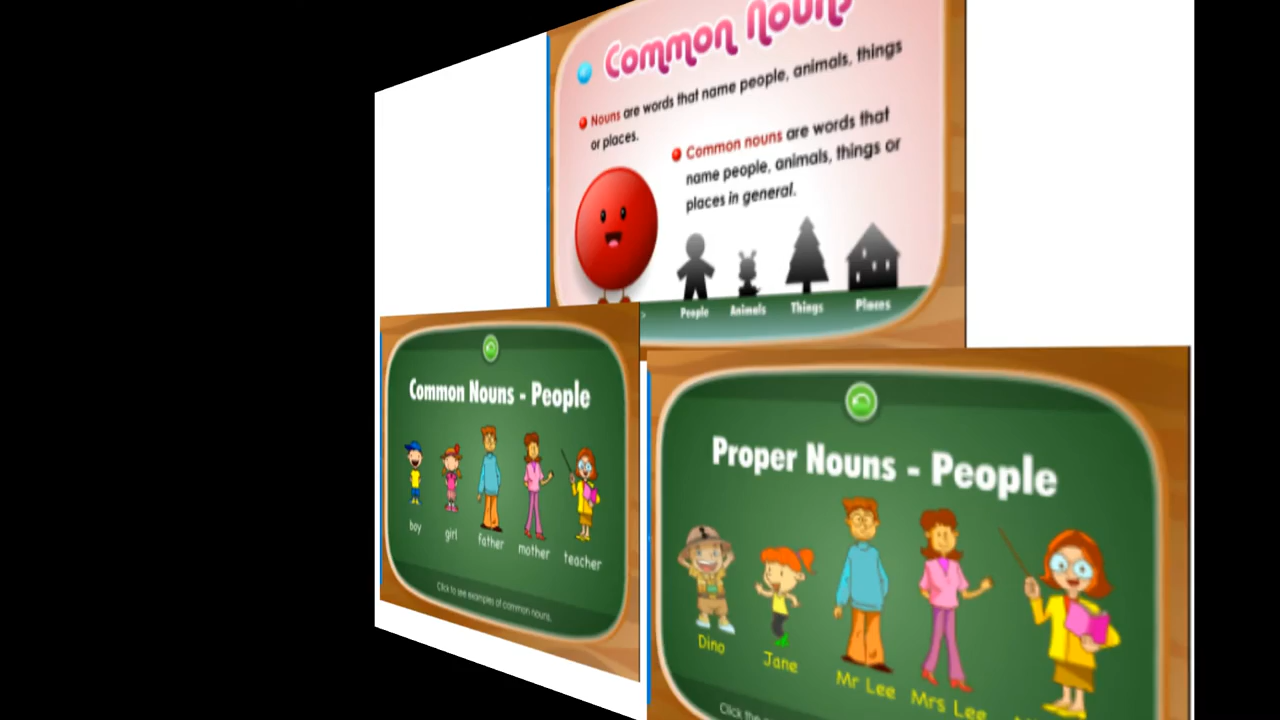 Common Nouns
Nouns are words that name people, animals, things
or places.
Common nouns are words that
name people, animals, things or
places in general.
People Animals Things Places
Common Nouns - People
boy girl father mother teacher
Click to see examples of common nouns.
Proper Nouns - People
Dino Jane Mr Lee Mrs Lee
Click the